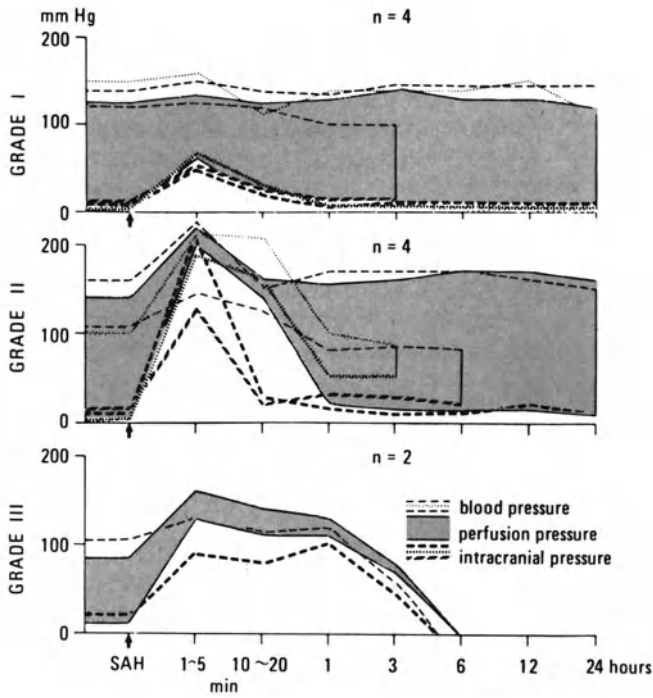 mm Hg
n = 4
200
GRADE I
100
0
n = 4
200
GRADE II
100
0
n = 2
200
GRADE III
100
0
blood pressure
perfusion pressure
intracranial pressure
SAH 1~5 10~20 1 3 6 12 24 hours
min